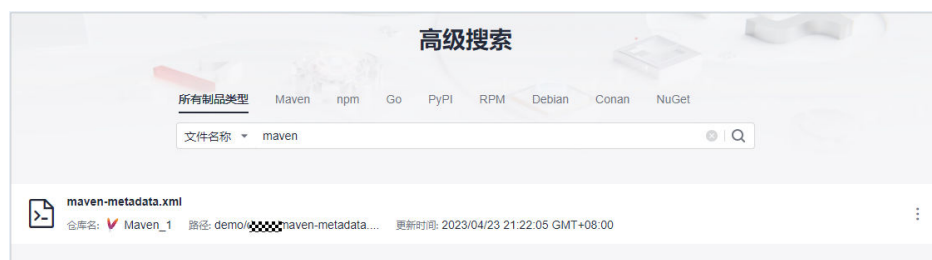 高级搜索
所有制品类型 Maven npm Go PyPI RPM Debian Conan NuGet
文件名称 maven
maven-metadata.xml
仓库名: Maven_1 路径: demo/ maven-metadata.... 更新时间: 2023/04/23 21:22:05 GMT+08:00